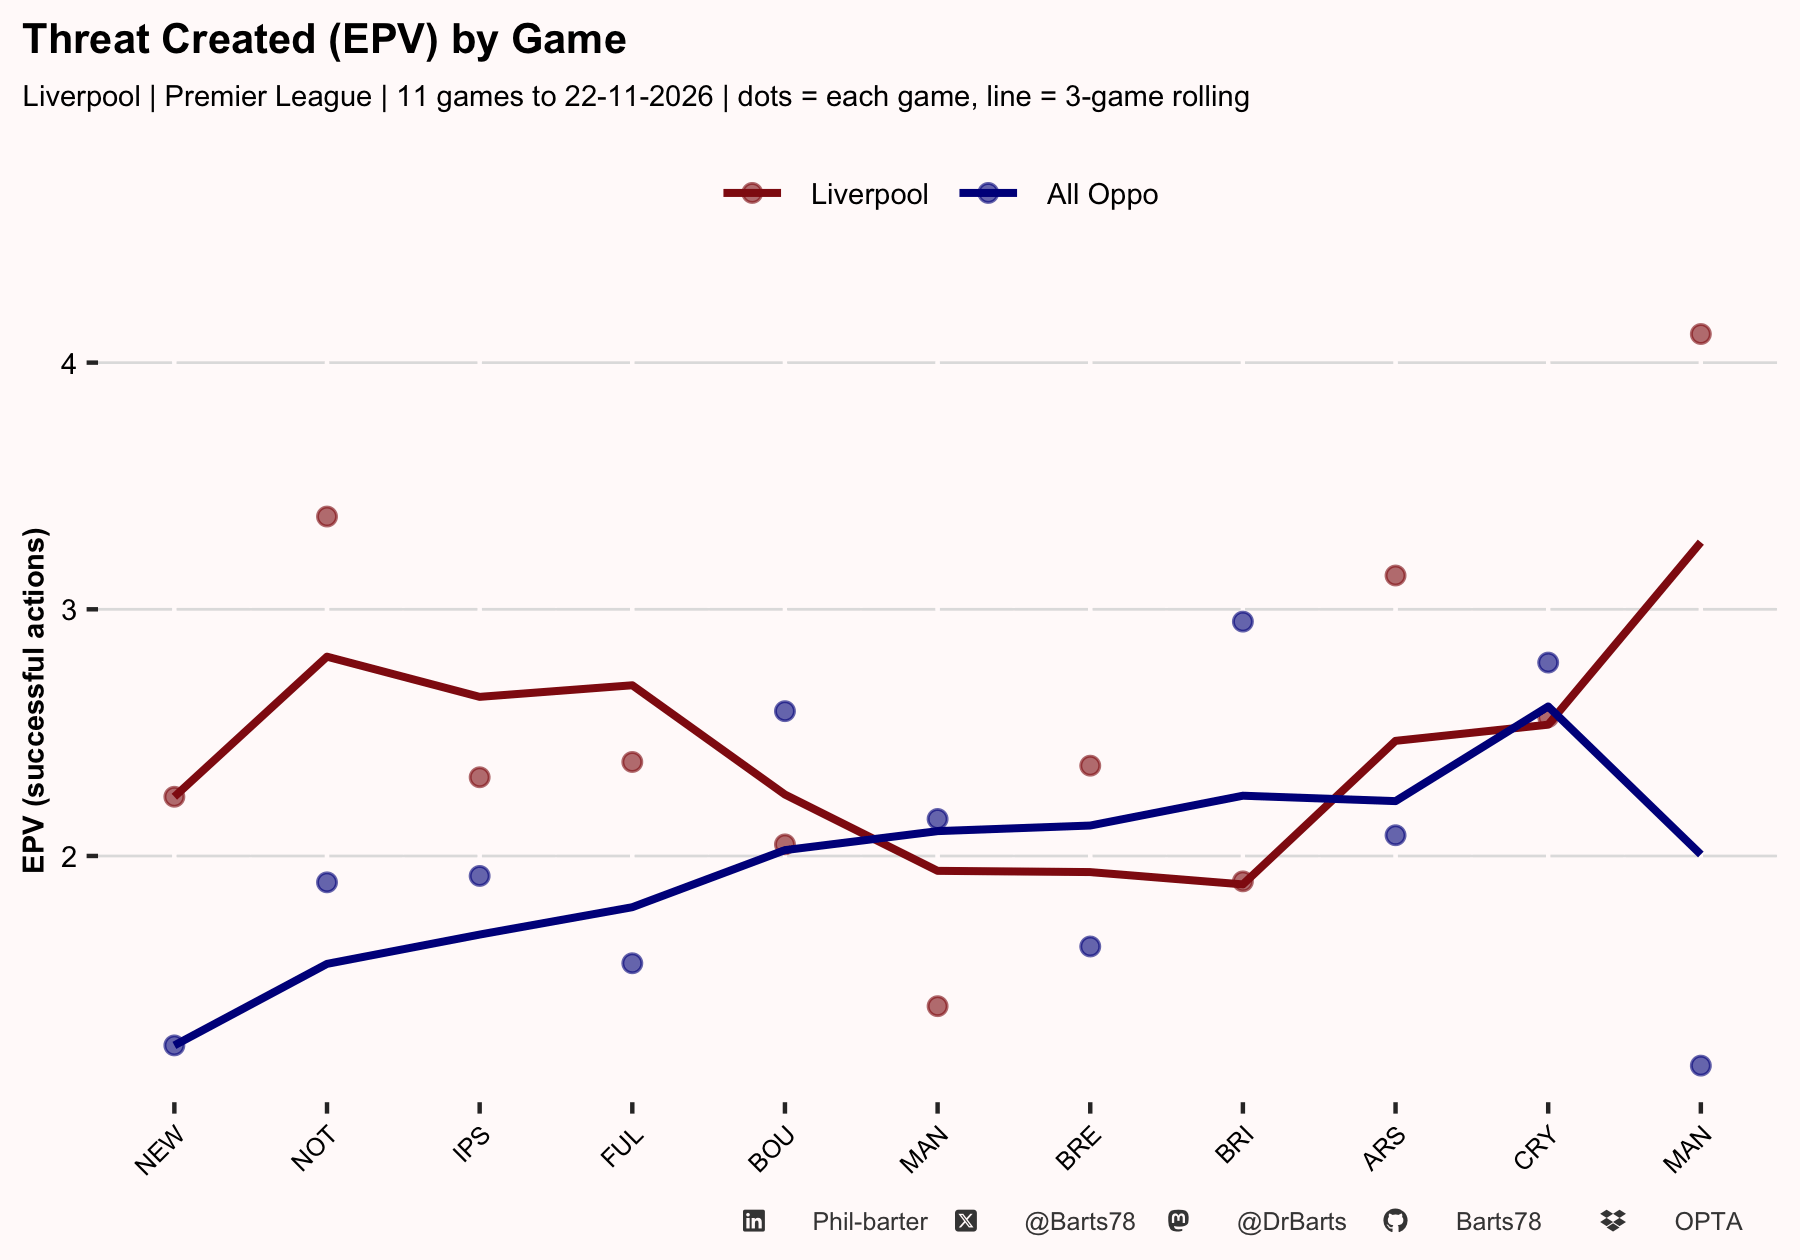 Threat Created (EPV) by Game
Liverpool | Premier League | 11 games to 22-11-2026 | dots = each game, line = 3-game rolling
Liverpool All Oppo
4
3
2
EPV (successful actions)
NEW NOT IPS FUL BOU MAN BRE BRI ARS CRY MAN
Phil-barter @Barts78 @DrBarts Barts78 OPTA